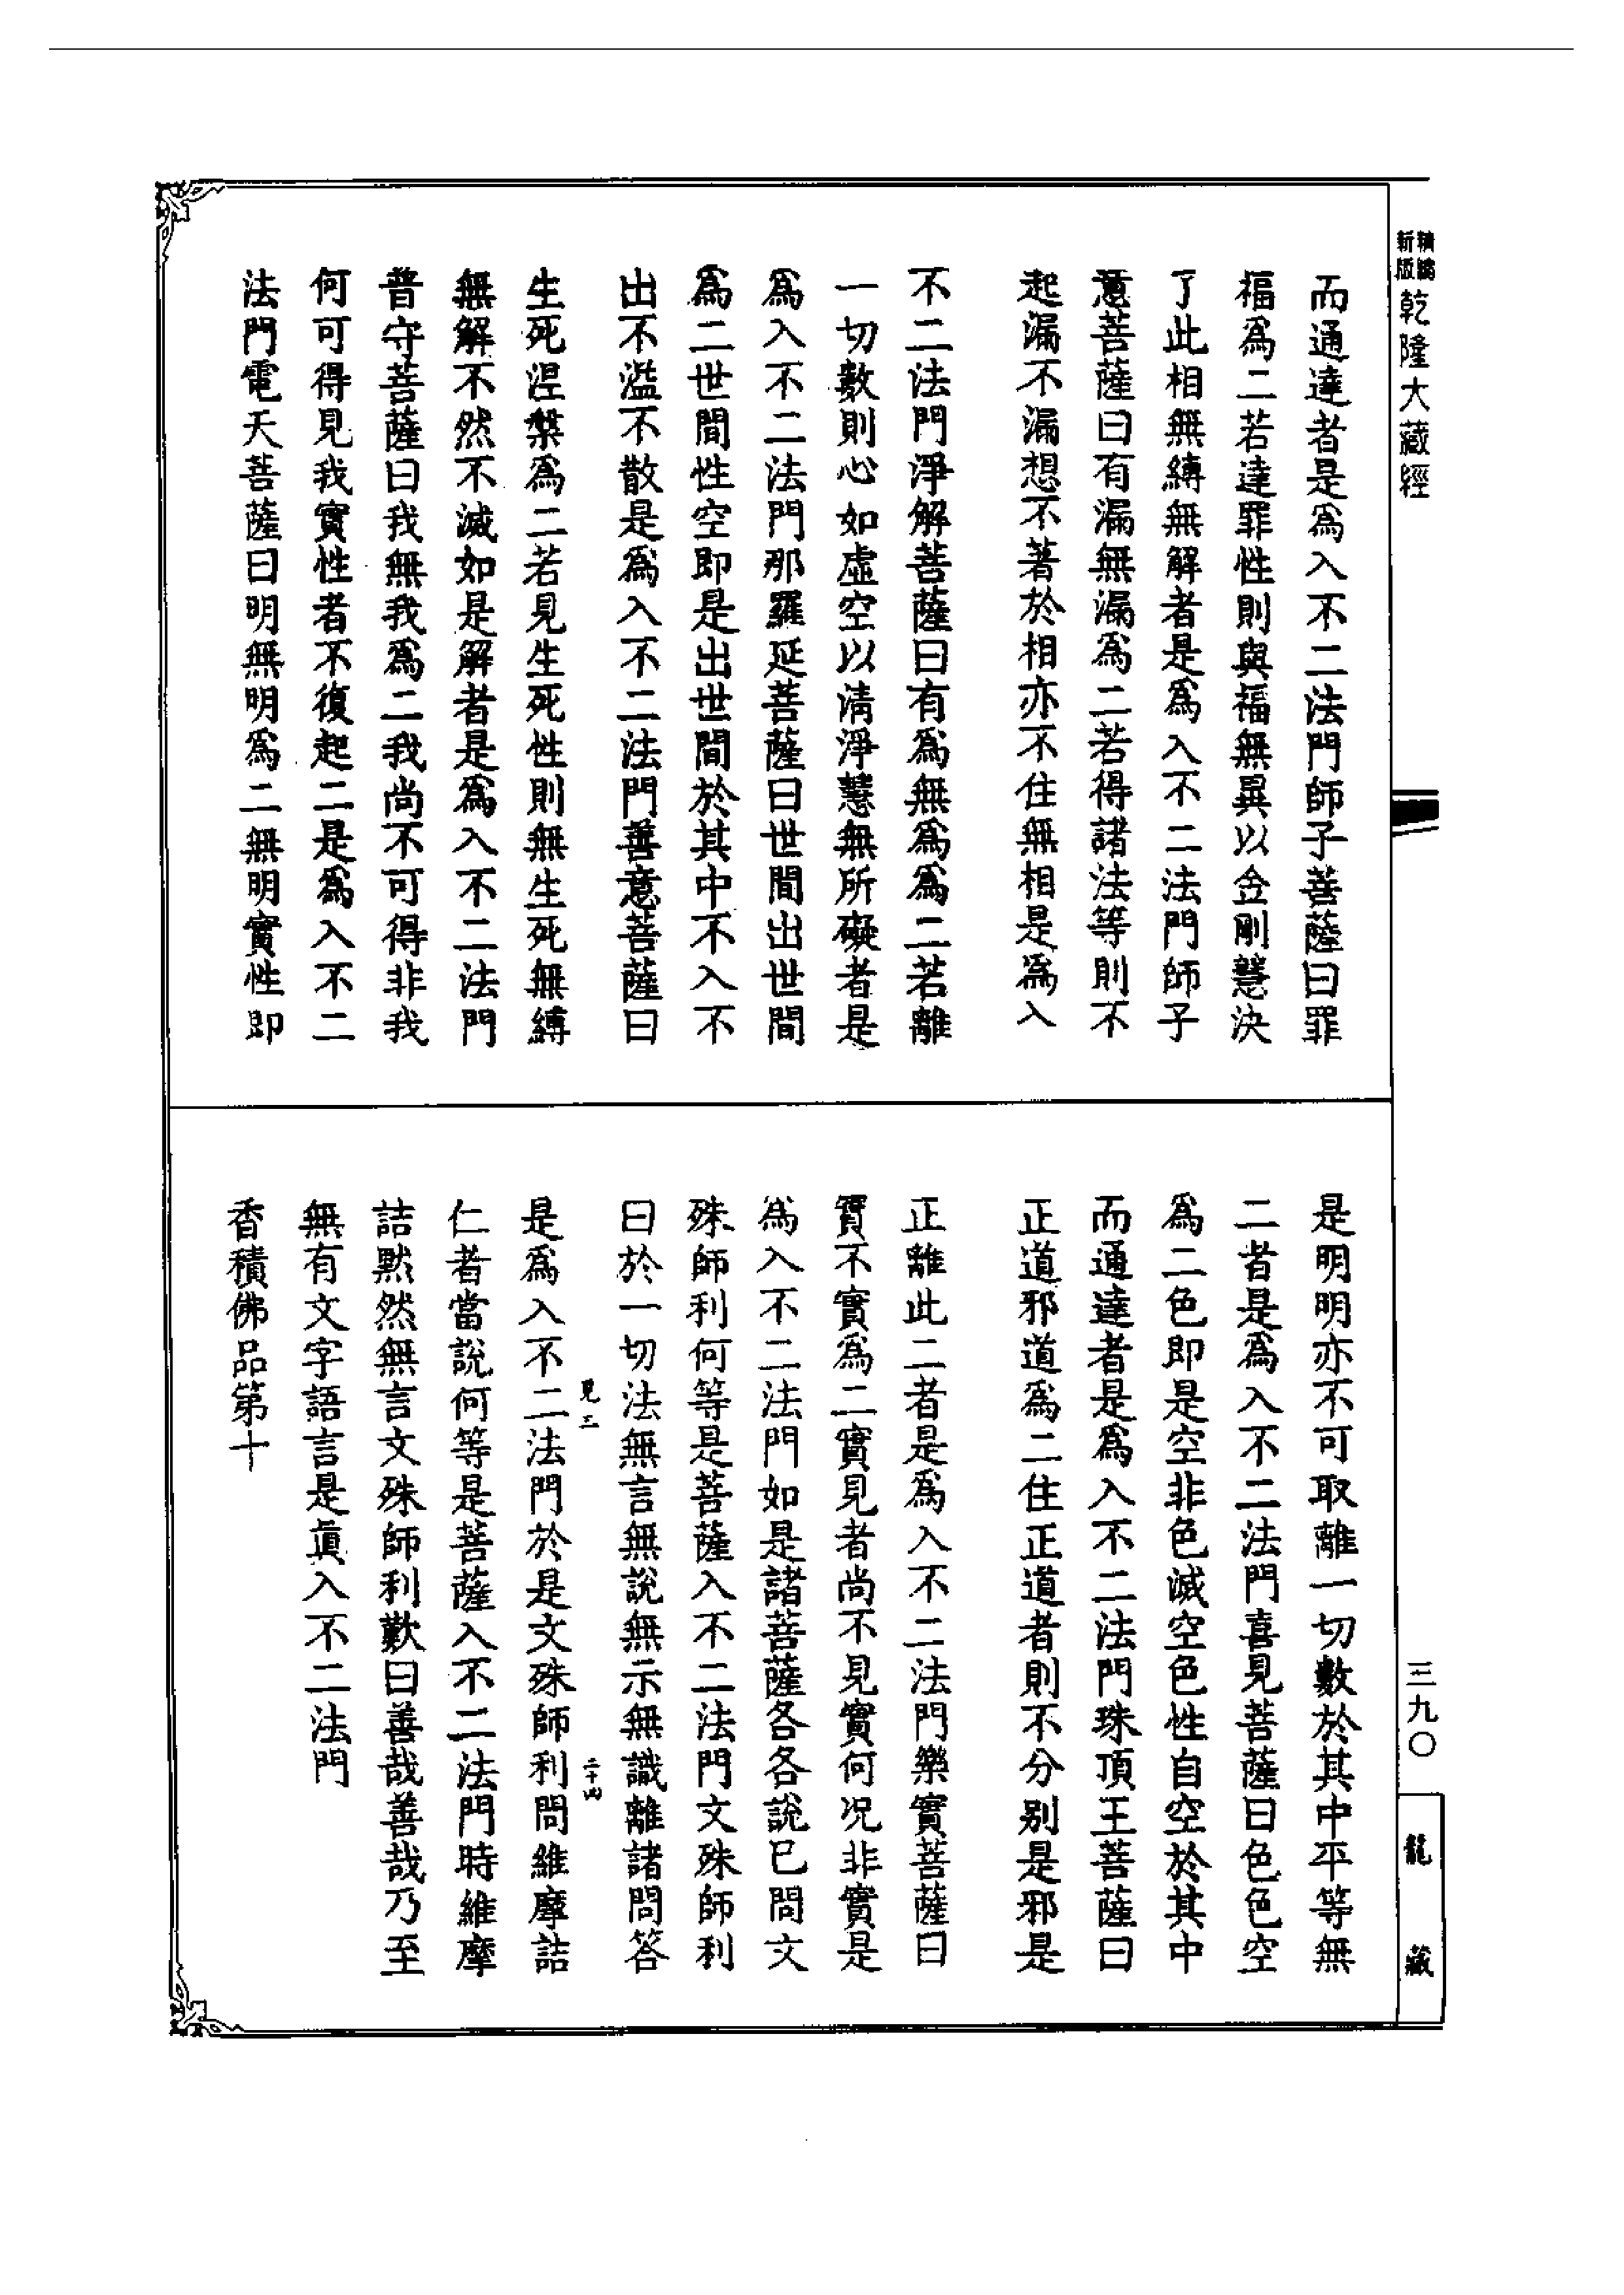 新版
乾隆大藏經
而通達者是爲入不二法門師子菩薩曰罪
福爲二若達罪性則與福無異以金剛慧決
了此相無縛無解者是爲入不二法門師子
意菩薩曰有漏無漏爲二若得諸法等則不
起漏不漏想不著於相亦不住無相是爲入
不二法門淨解菩薩曰有爲無爲爲二若離
一切數則心如虛空以清淨慧無所礙者是
爲入不二法門那羅延菩薩曰世間出世間
爲二世間性空即是出世間於其中不入不
出不溢不散是爲入不二法門善意菩薩曰
生死涅槃爲二若見生死性則無生死無縛
無解不然不滅如是解者是爲入不二法門
普守菩薩曰我無我爲二我尚不可得非我
何可得見我實性者不復起二是爲入不二
法門電天菩薩曰明無明爲二無明實性即
是明明亦不可取離一切數於其中平等無
二者是爲入不二法門喜見菩薩曰色色空
爲二色即是空非色滅空色性自空於其中
而通達者是爲入不二法門珠頂王菩薩曰
正道邪道爲二住正道者則不分別是邪是
正離此二者是爲入不二法門樂實菩薩曰
實不實爲二實見者尚不見實何况非實是
爲入不二法門如是諸菩薩各各說已問文
殊師利何等是菩薩入不二法門文殊師利
曰於一切法無言無說無示無識離諸問答
二十四
是爲入不二法門於是文殊師利問維摩詰
仁者當說何等是菩薩入不二法門時維摩
詰默然無言文殊師利歎曰善哉善哉乃至
無有文字語言是眞入不二法門
香積佛品第十
三九〇
龍藏